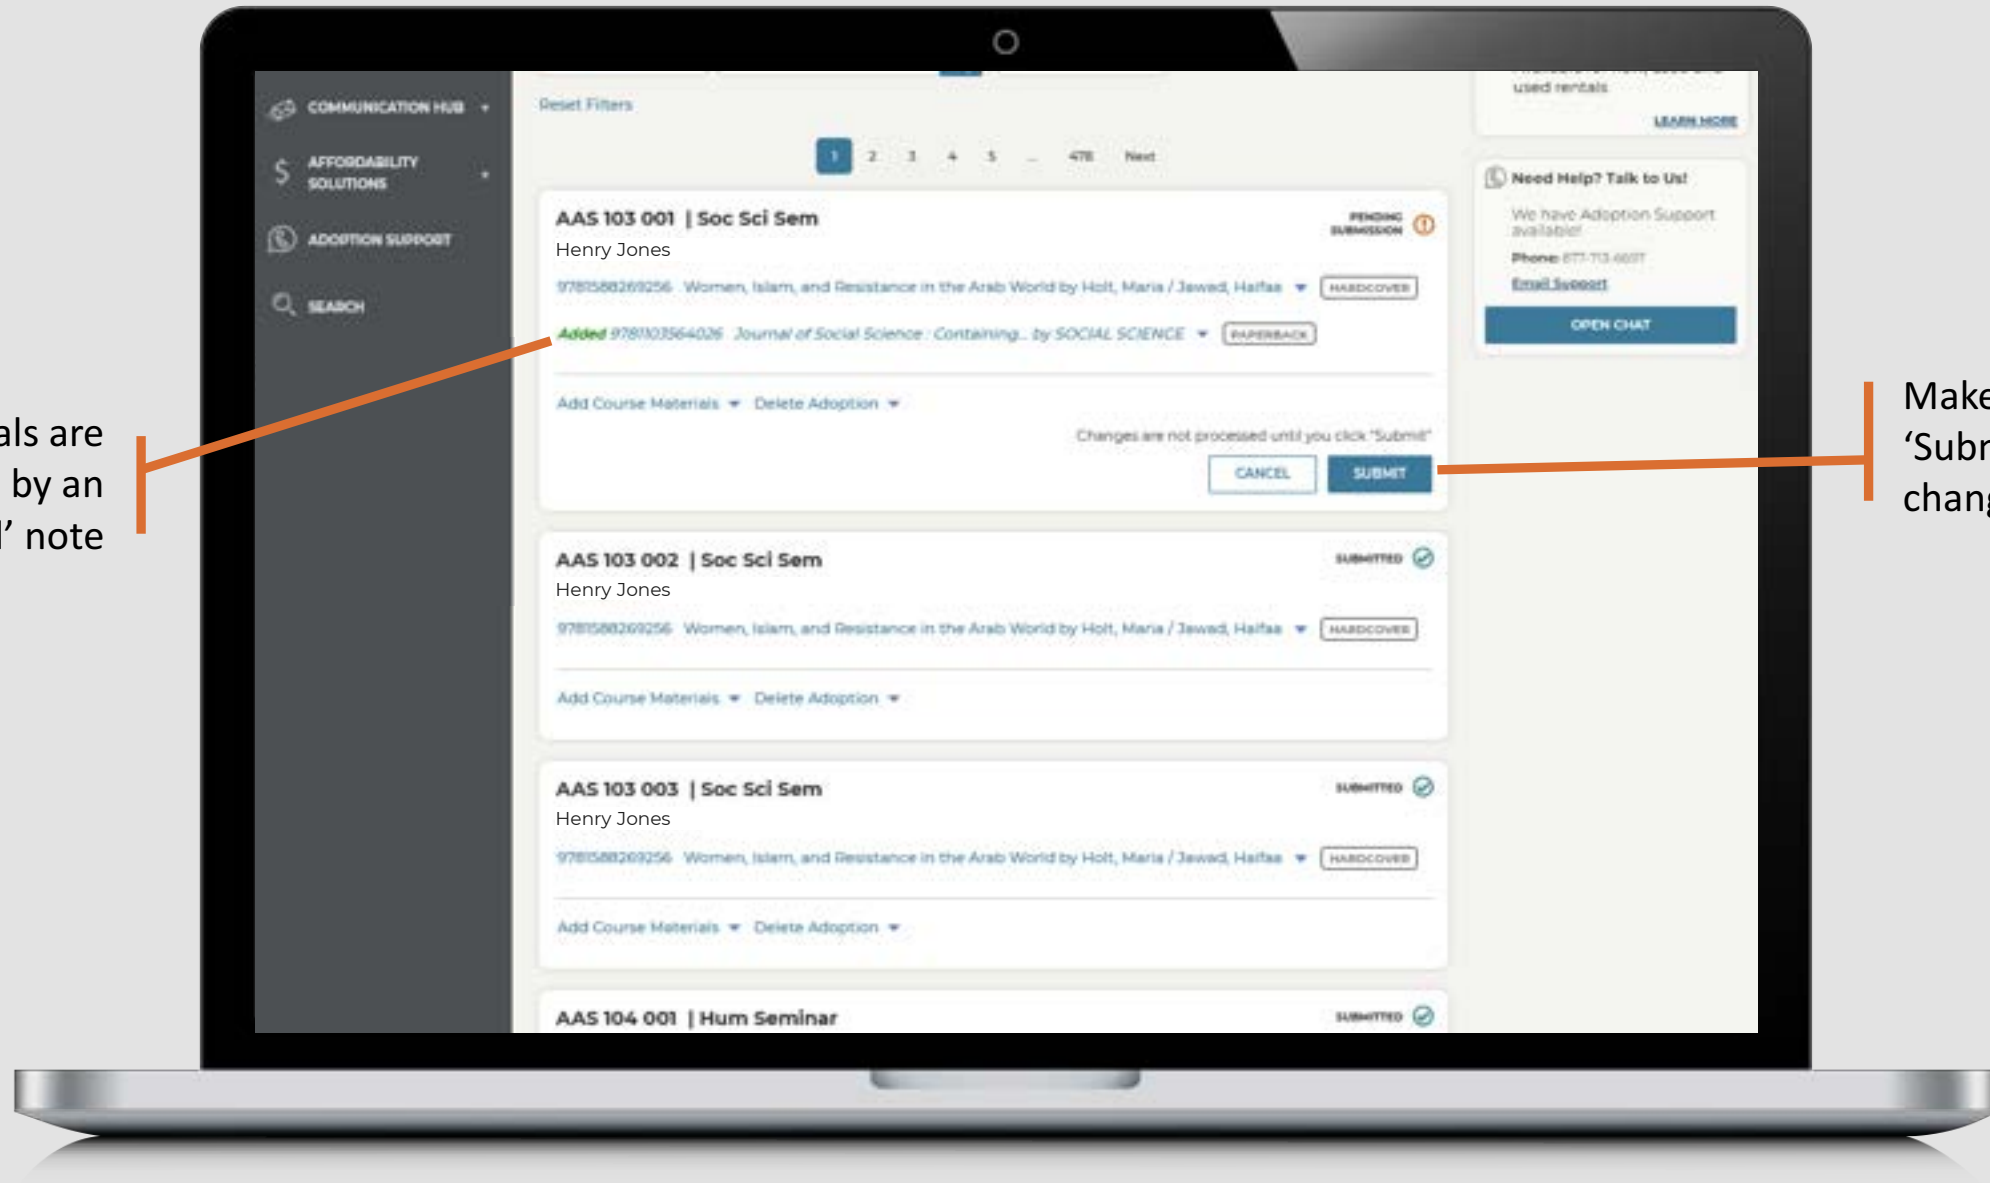 COMMUNICATION HUB
AFFORDABILITY
SOLUTIONS
ADOPTION SUPPORT
SEARCH
Reset Filters
1 2 3 4 5 ... 478 Next
AAS 103 001 | Soc Sci Sem
PENDING
SUBMISSION
Henry Jones
9781588269256 Women, Islam, and Resistance in the Arab World by Holt, Maria / Jawad, Haifaa HARDCOVER
Added 9781103564026 Journal of Social Science : Containing... by SOCIAL SCIENCE PAPERBACK
Add Course Materials Delete Adoption
Changes are not processed until you click "Submit"
CANCEL SUBMIT
AAS 103 002 | Soc Sci Sem SUBMITTED
Henry Jones
9781588269256 Women, Islam, and Resistance in the Arab World by Holt, Maria / Jawad, Haifaa HARDCOVER
Add Course Materials Delete Adoption
AAS 103 003 | Soc Sci Sem SUBMITTED
Henry Jones
9781588269256 Women, Islam, and Resistance in the Arab World by Holt, Maria / Jawad, Haifaa HARDCOVER
Add Course Materials Delete Adoption
AAS 104 001 | Hum Seminar SUBMITTED
used rentals
LEARN MORE
Need Help? Talk to Us!
We have Adoption Support
available!
Phone: 877-713-
Email Support
OPEN CHAT
als are
by an
’ note
Make
‘Subr
chang